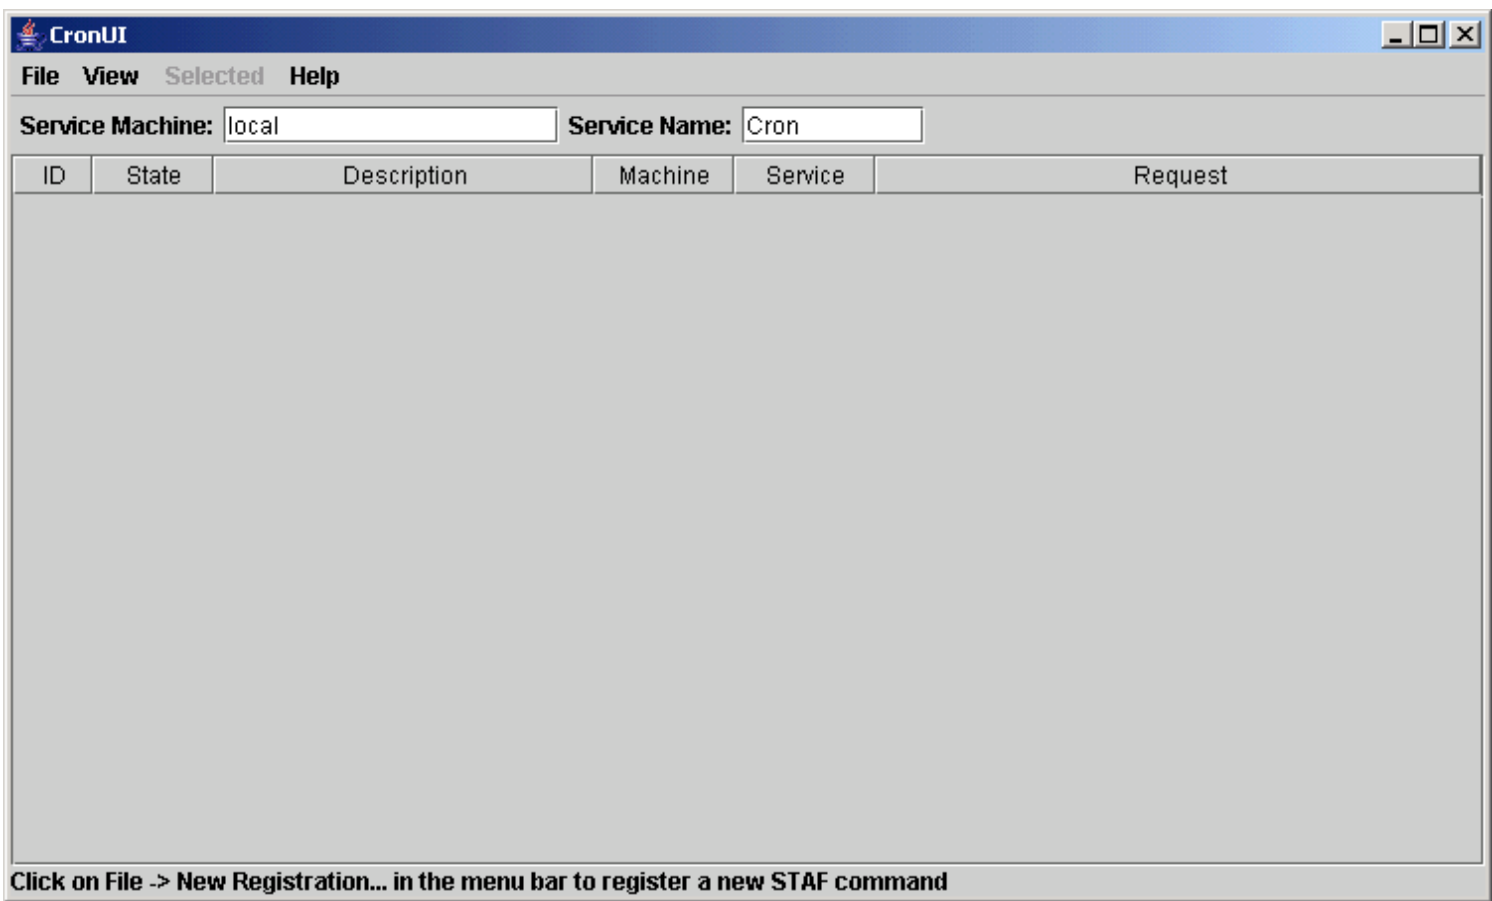 CronUI
File View Selected Help
Service Machine: local Service Name: Cron
ID State Description Machine Service Request
Click on File -> New Registration... in the menu bar to register a new STAF command